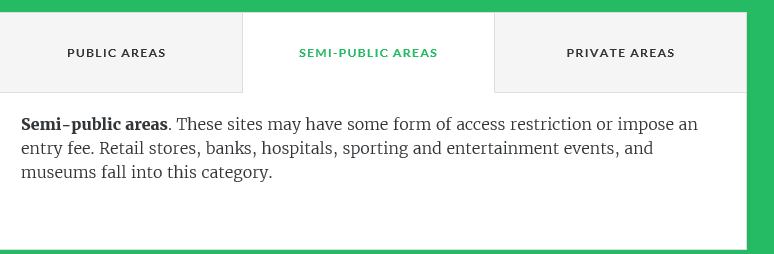 PUBLIC AREAS
SEMI-PUBLIC AREAS
PRIVATE AREAS
Semi-public areas. These sites may have some form of access restriction or impose an
entry fee. Retail stores, banks, hospitals, sporting and entertainment events, and
museums fall into this category.